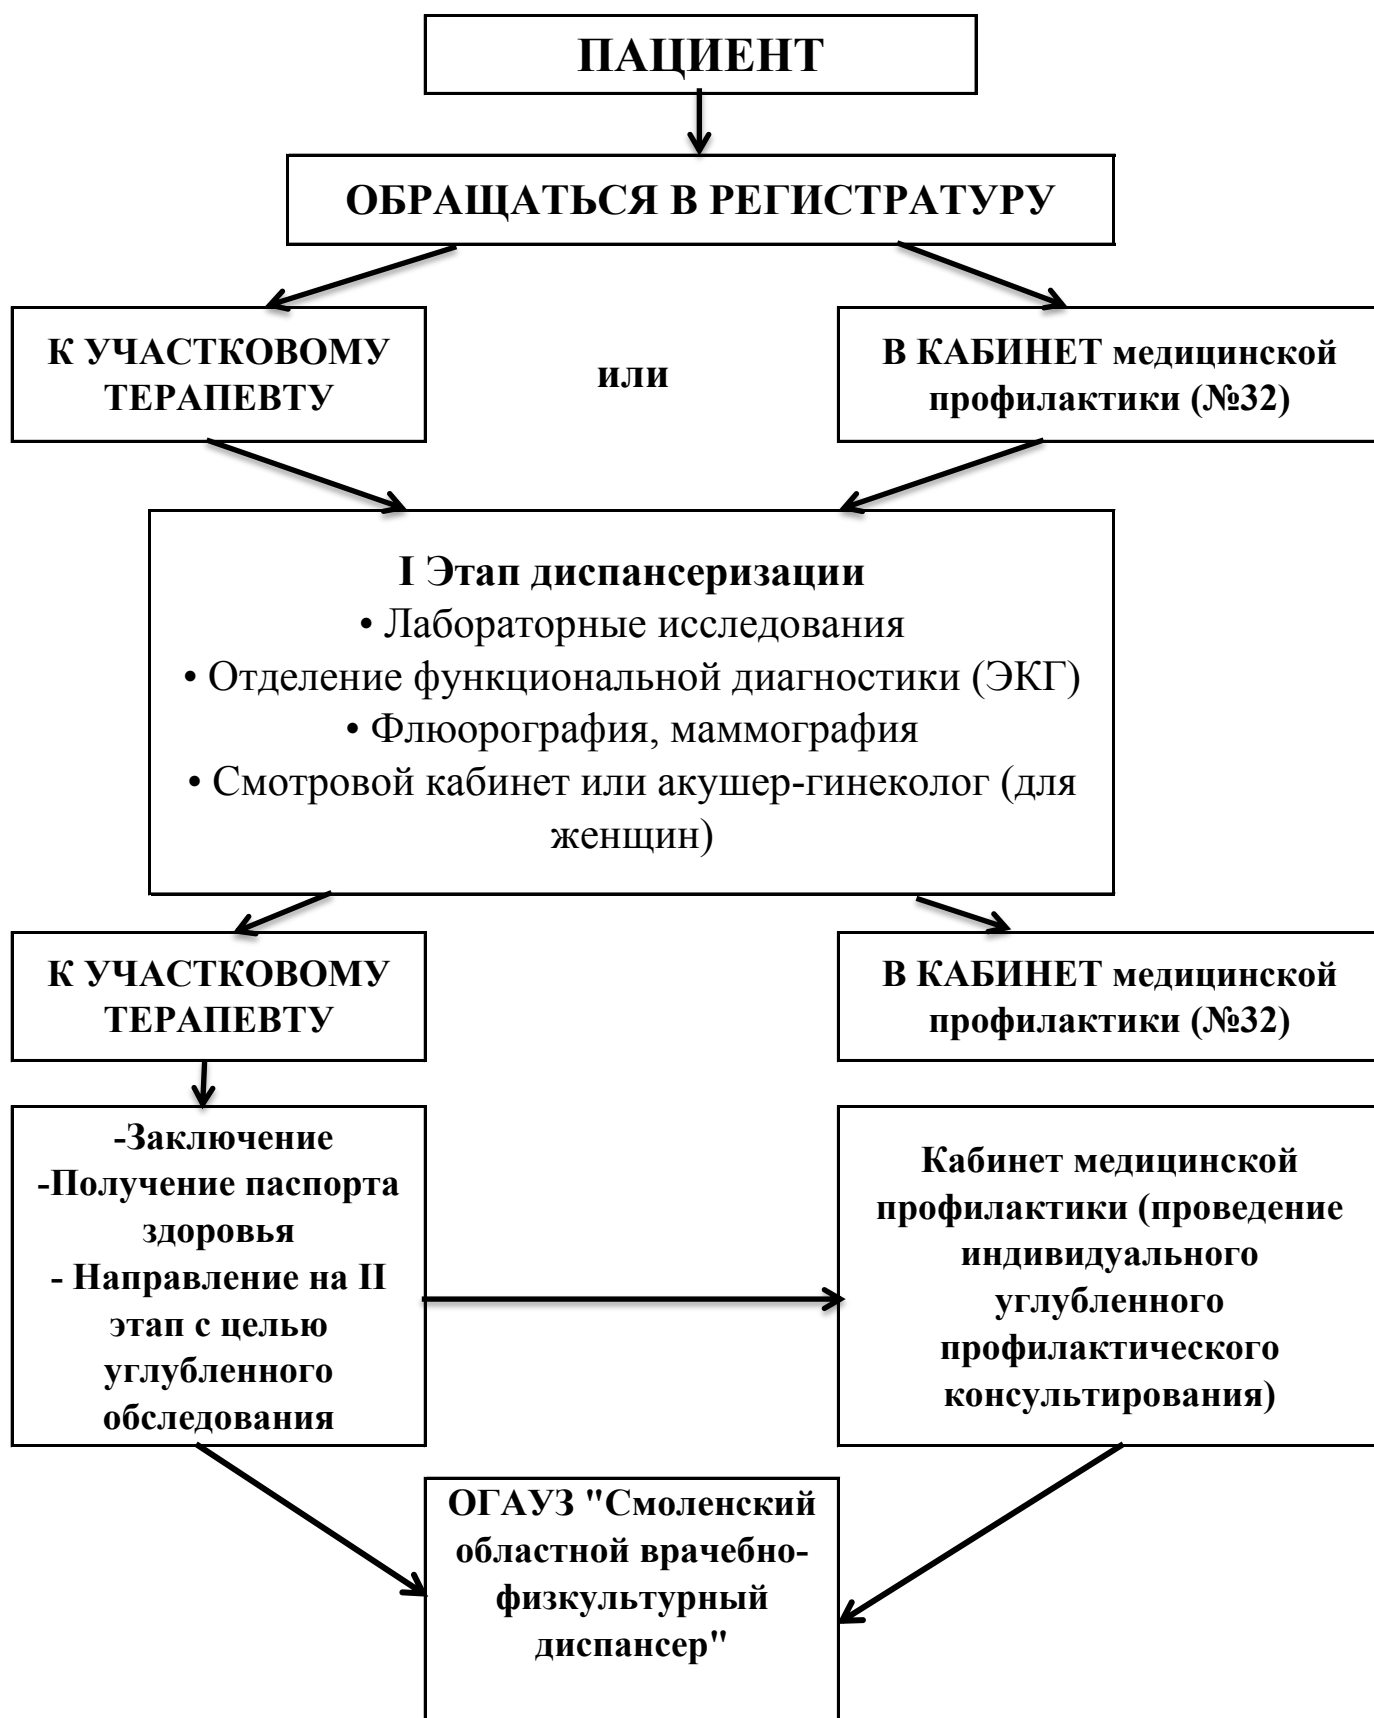 ПАЦИЕНТ
ОБРАЩАТЬСЯ В РЕГИСТРАТУРУ
К УЧАСТКОВОМУ
ТЕРАПЕВТУ
или
В КАБИНЕТ медицинской
профилактики (№32)
I Этап диспансеризации
• Лабораторные исследования
• Отделение функциональной диагностики (ЭКГ)
• Флюорография, маммография
• Смотровой кабинет или акушер-гинеколог (для
женщин)
К УЧАСТКОВОМУ
ТЕРАПЕВТУ
В КАБИНЕТ медицинской
профилактики (№32)
-Заключение
-Получение паспорта
здоровья
- Направление на II
этап с целью
углубленного
обследования
Кабинет медицинской
профилактики (проведение
индивидуального
углубленного
профилактического
консультирования)
ОГАУЗ "Смоленский
областной врачебно-
физкультурный
диспансер"